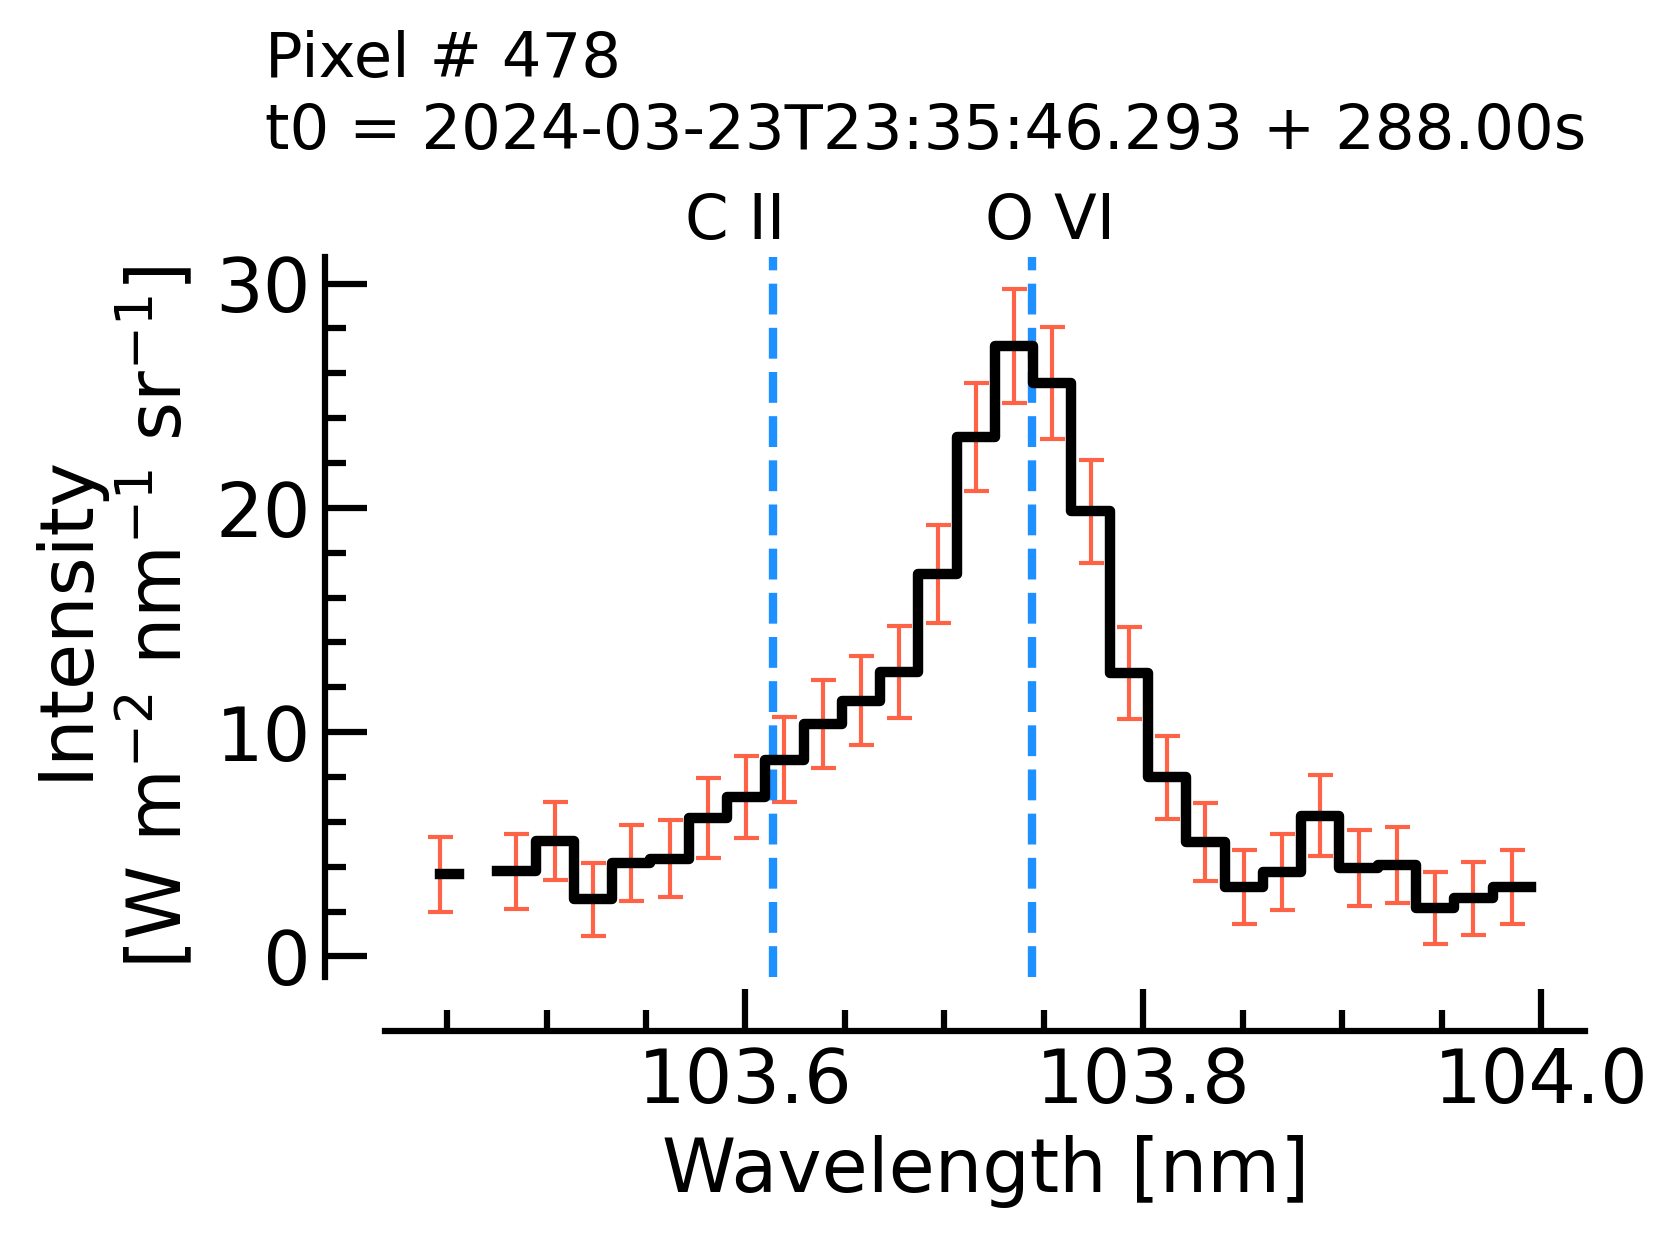 Pixel # 478
t0 = 2024-03-23T23:35:46.293 + 288.00s
C II O VI
Intensity
[W m⁻² nm⁻¹ sr⁻¹]
30
20
10
0
103.6 103.8 104.0
Wavelength [nm]